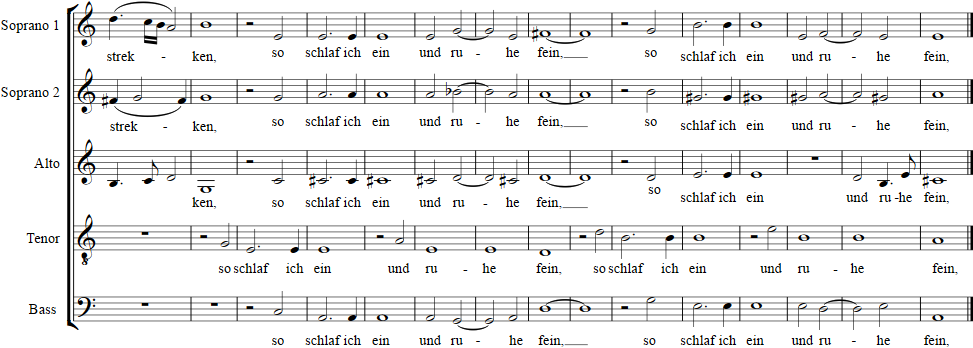 Soprano 1
strek - ken, so schlaf ich ein und ru - he fein,___ so schlaf ich ein und ru - he fein,
Soprano 2
strek - ken, so schlaf ich ein und ru - he fein,___ so schlaf ich ein und ru - he fein,
Alto
ken, so schlaf ich ein und ru - he fein,___ so schlaf ich ein und ru -he fein,
Tenor
8
so schlaf ich ein und ru - he fein, so schlaf ich ein und ru - he fein,
Bass
so schlaf ich ein und ru - he fein,___ so schlaf ich ein und ru - he fein,